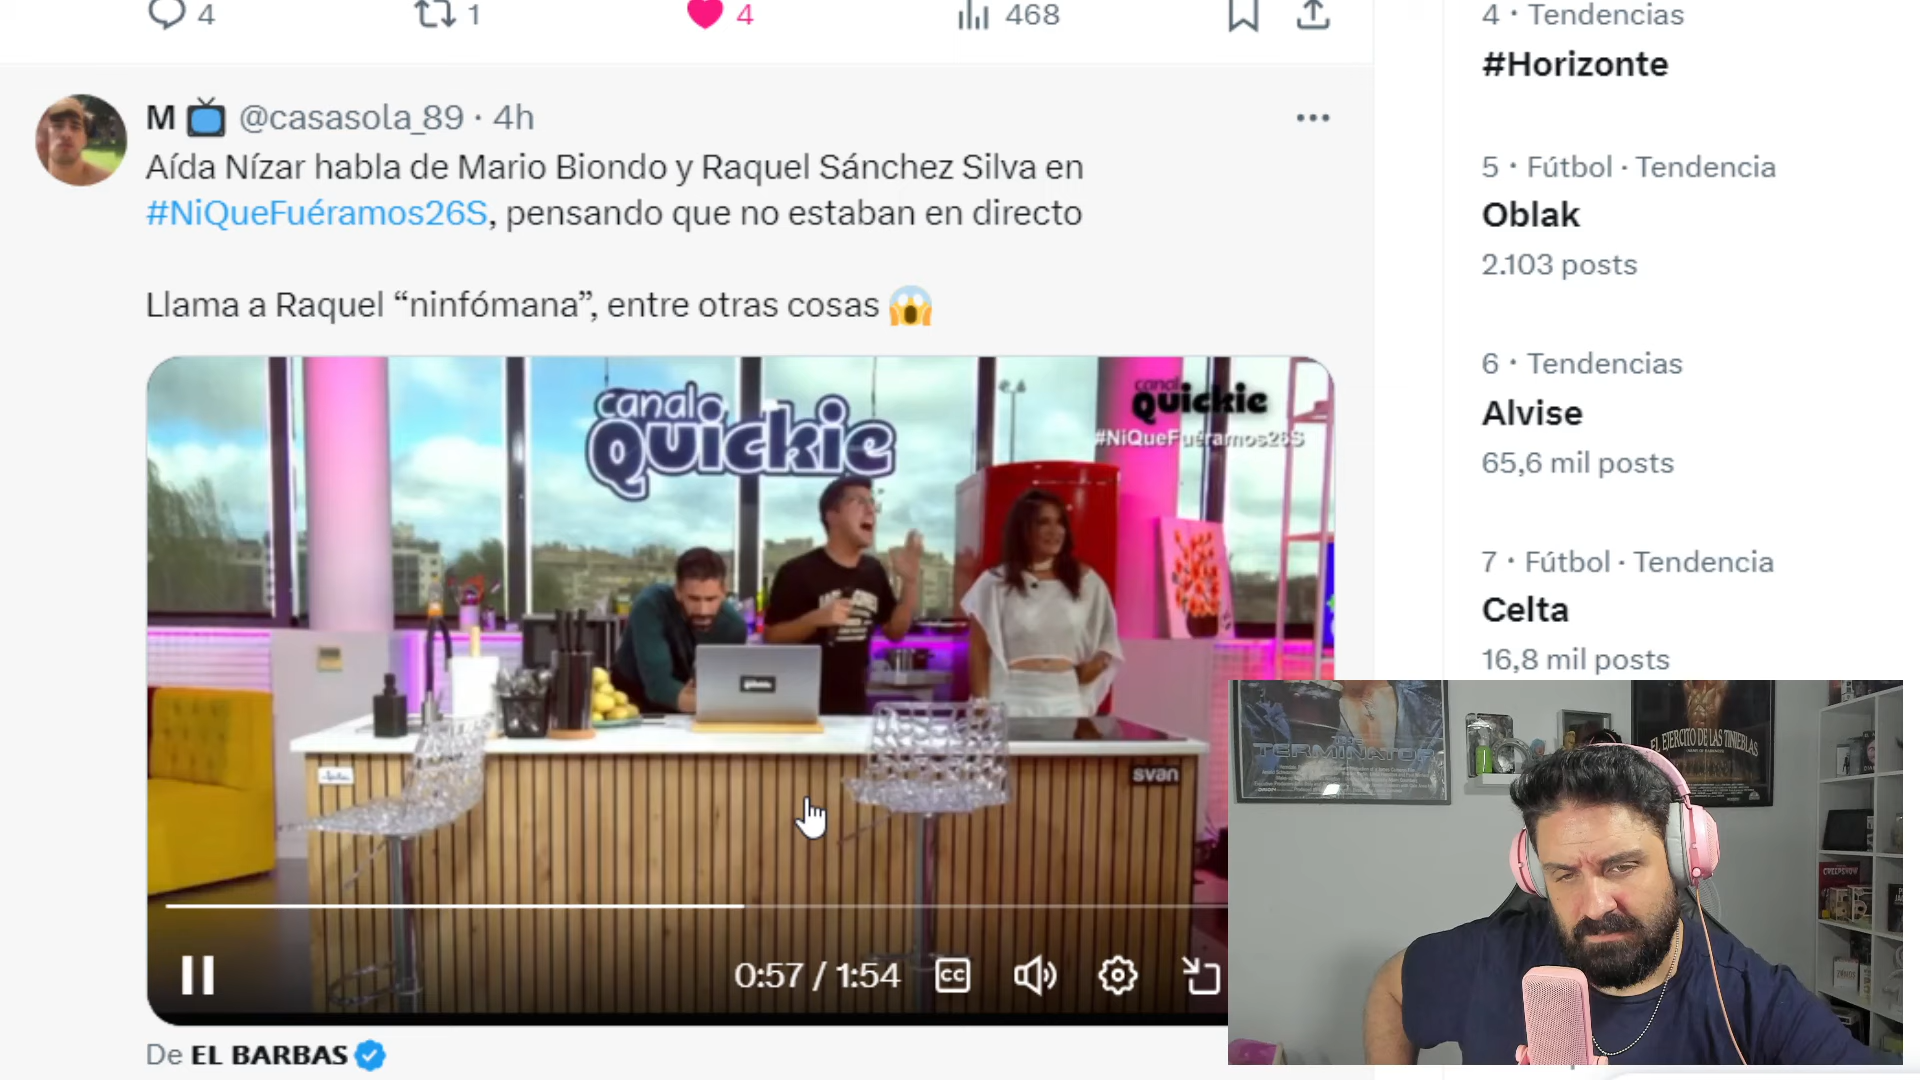 4
1
4
468
M @casasola_89 · 4h
Aída Nízar habla de Mario Biondo y Raquel Sánchez Silva en
#NiQueFuéramos26S, pensando que no estaban en directo
Llama a Raquel “ninfómana”, entre otras cosas
canal
Quickie
canal
quickie
#NiQueFuéramos26S
svan
0:57 / 1:54
CC
De EL BARBAS
4 · Tendencias
#Horizonte
5 · Fútbol · Tendencia
Oblak
2.103 posts
6 · Tendencias
Alvise
65,6 mil posts
7 · Fútbol · Tendencia
Celta
16,8 mil posts
TERMINATOR
EL EJERCITO DE LAS TINIEBLAS
CREEPSHOW